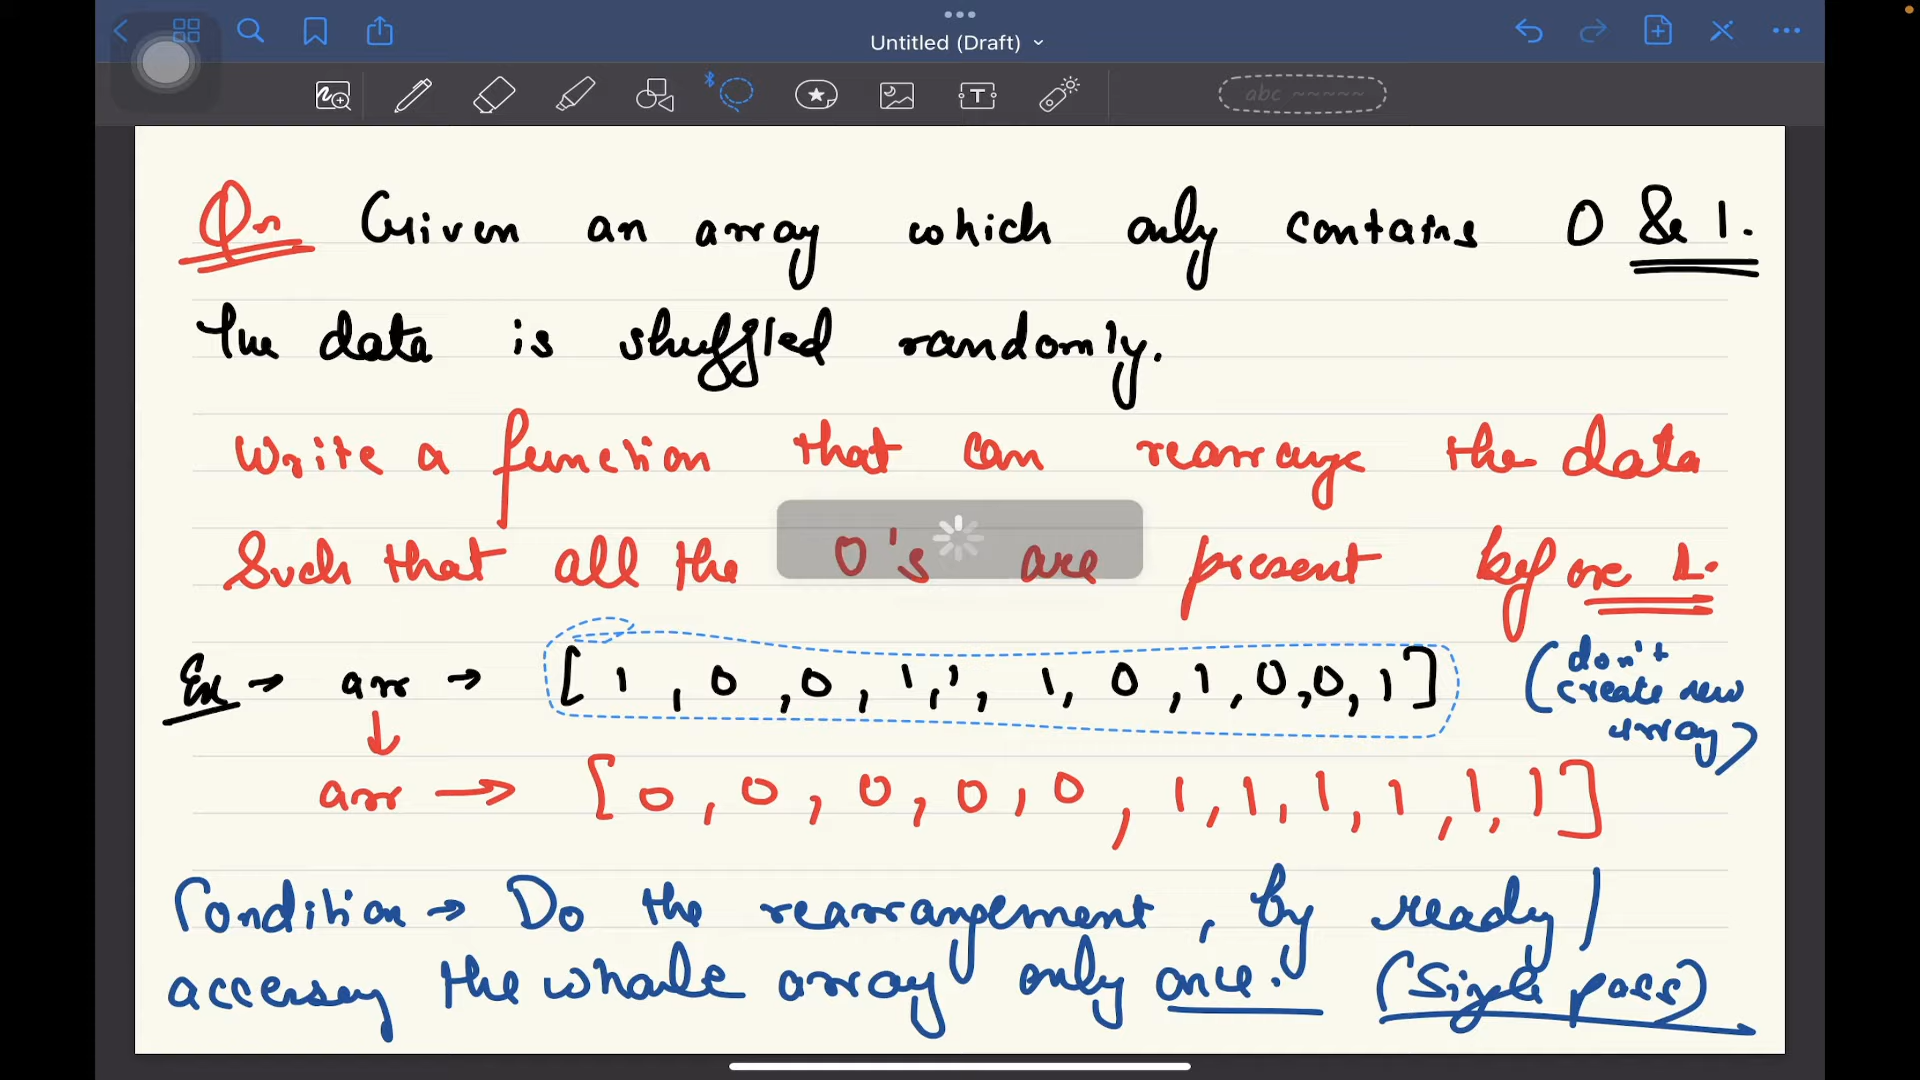 Untitled (Draft)
abc
Qn Given an array which only contains 0 & 1.
The data is shuffled randomly.
Write a function that can rearrange the data
Such that all the 0's are present before 1.
Ex → arr → [1, 0, 0, 1, 1, 1, 0, 1, 0, 0, 1]
(don't
create new
array)
arr → [0, 0, 0, 0, 0, 1, 1, 1, 1, 1, 1]
Condition → Do the rearrangement, by ready/
accessy the whole array only once. (Single pass)